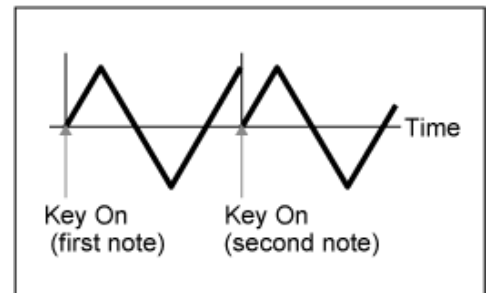 Time
Key On
(first note)
Key On
(second note)